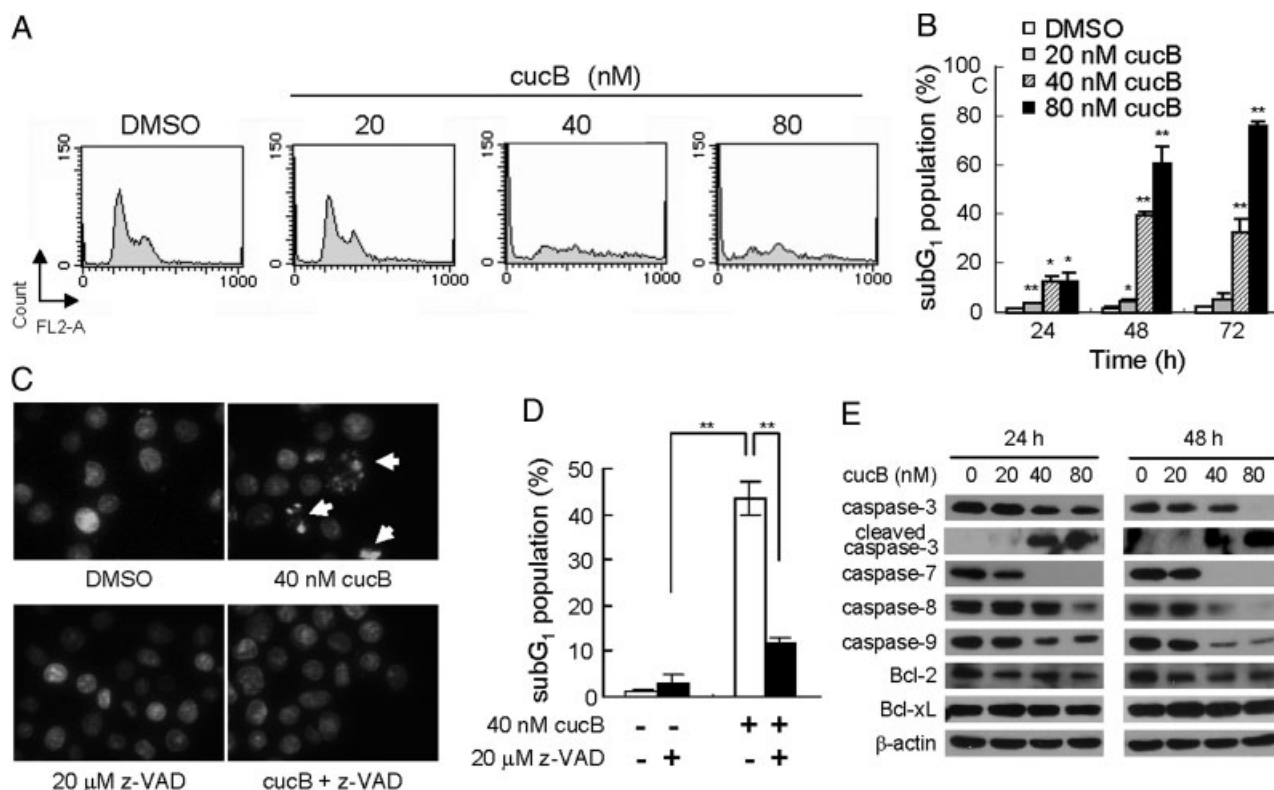 A
cucB (nM)
DMSO 20 40 80
150 150 150 150
0 0 0 0
0 1000 0 1000 0 1000 0 1000
Count
FL2-A
B
DMSO
20 nM cucB
40 nM cucB
80 nM cucB
C
subG1 population (%)
100
80
60
40
20
0
** * * * ** ** ** **
24 48 72
Time (h)
C
DMSO 40 nM cucB
20 μM z-VAD cucB + z-VAD
D
** **
subG1 population (%)
50
40
30
20
10
0
40 nM cucB - - + +
20 μM z-VAD - + - +
E
24 h 48 h
cucB (nM) 0 20 40 80 0 20 40 80
caspase-3
cleaved
caspase-3
caspase-7
caspase-8
caspase-9
Bcl-2
Bcl-xL
β-actin